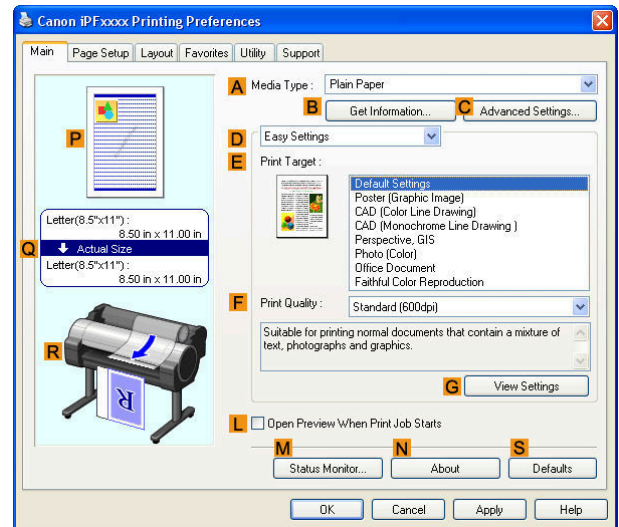 Canon iPFxxxx Printing Preferences
Main Page Setup Layout Favorites Utility Support
A Media Type : Plain Paper
B Get Information... C Advanced Settings...
D Easy Settings
E Print Target :
Default Settings
Poster (Graphic Image)
CAD (Color Line Drawing)
CAD (Monochrome Line Drawing )
Perspective, GIS
Photo (Color)
Office Document
Faithful Color Reproduction
P
Letter(8.5"x11") :
8.50 in x 11.00 in
Q Actual Size
Letter(8.5"x11") :
8.50 in x 11.00 in
R
R
F Print Quality : Standard (600dpi)
Suitable for printing normal documents that contain a mixture of
text, photographs and graphics.
G View Settings
L Open Preview When Print Job Starts
M N S
Status Monitor... About Defaults
OK Cancel Apply Help